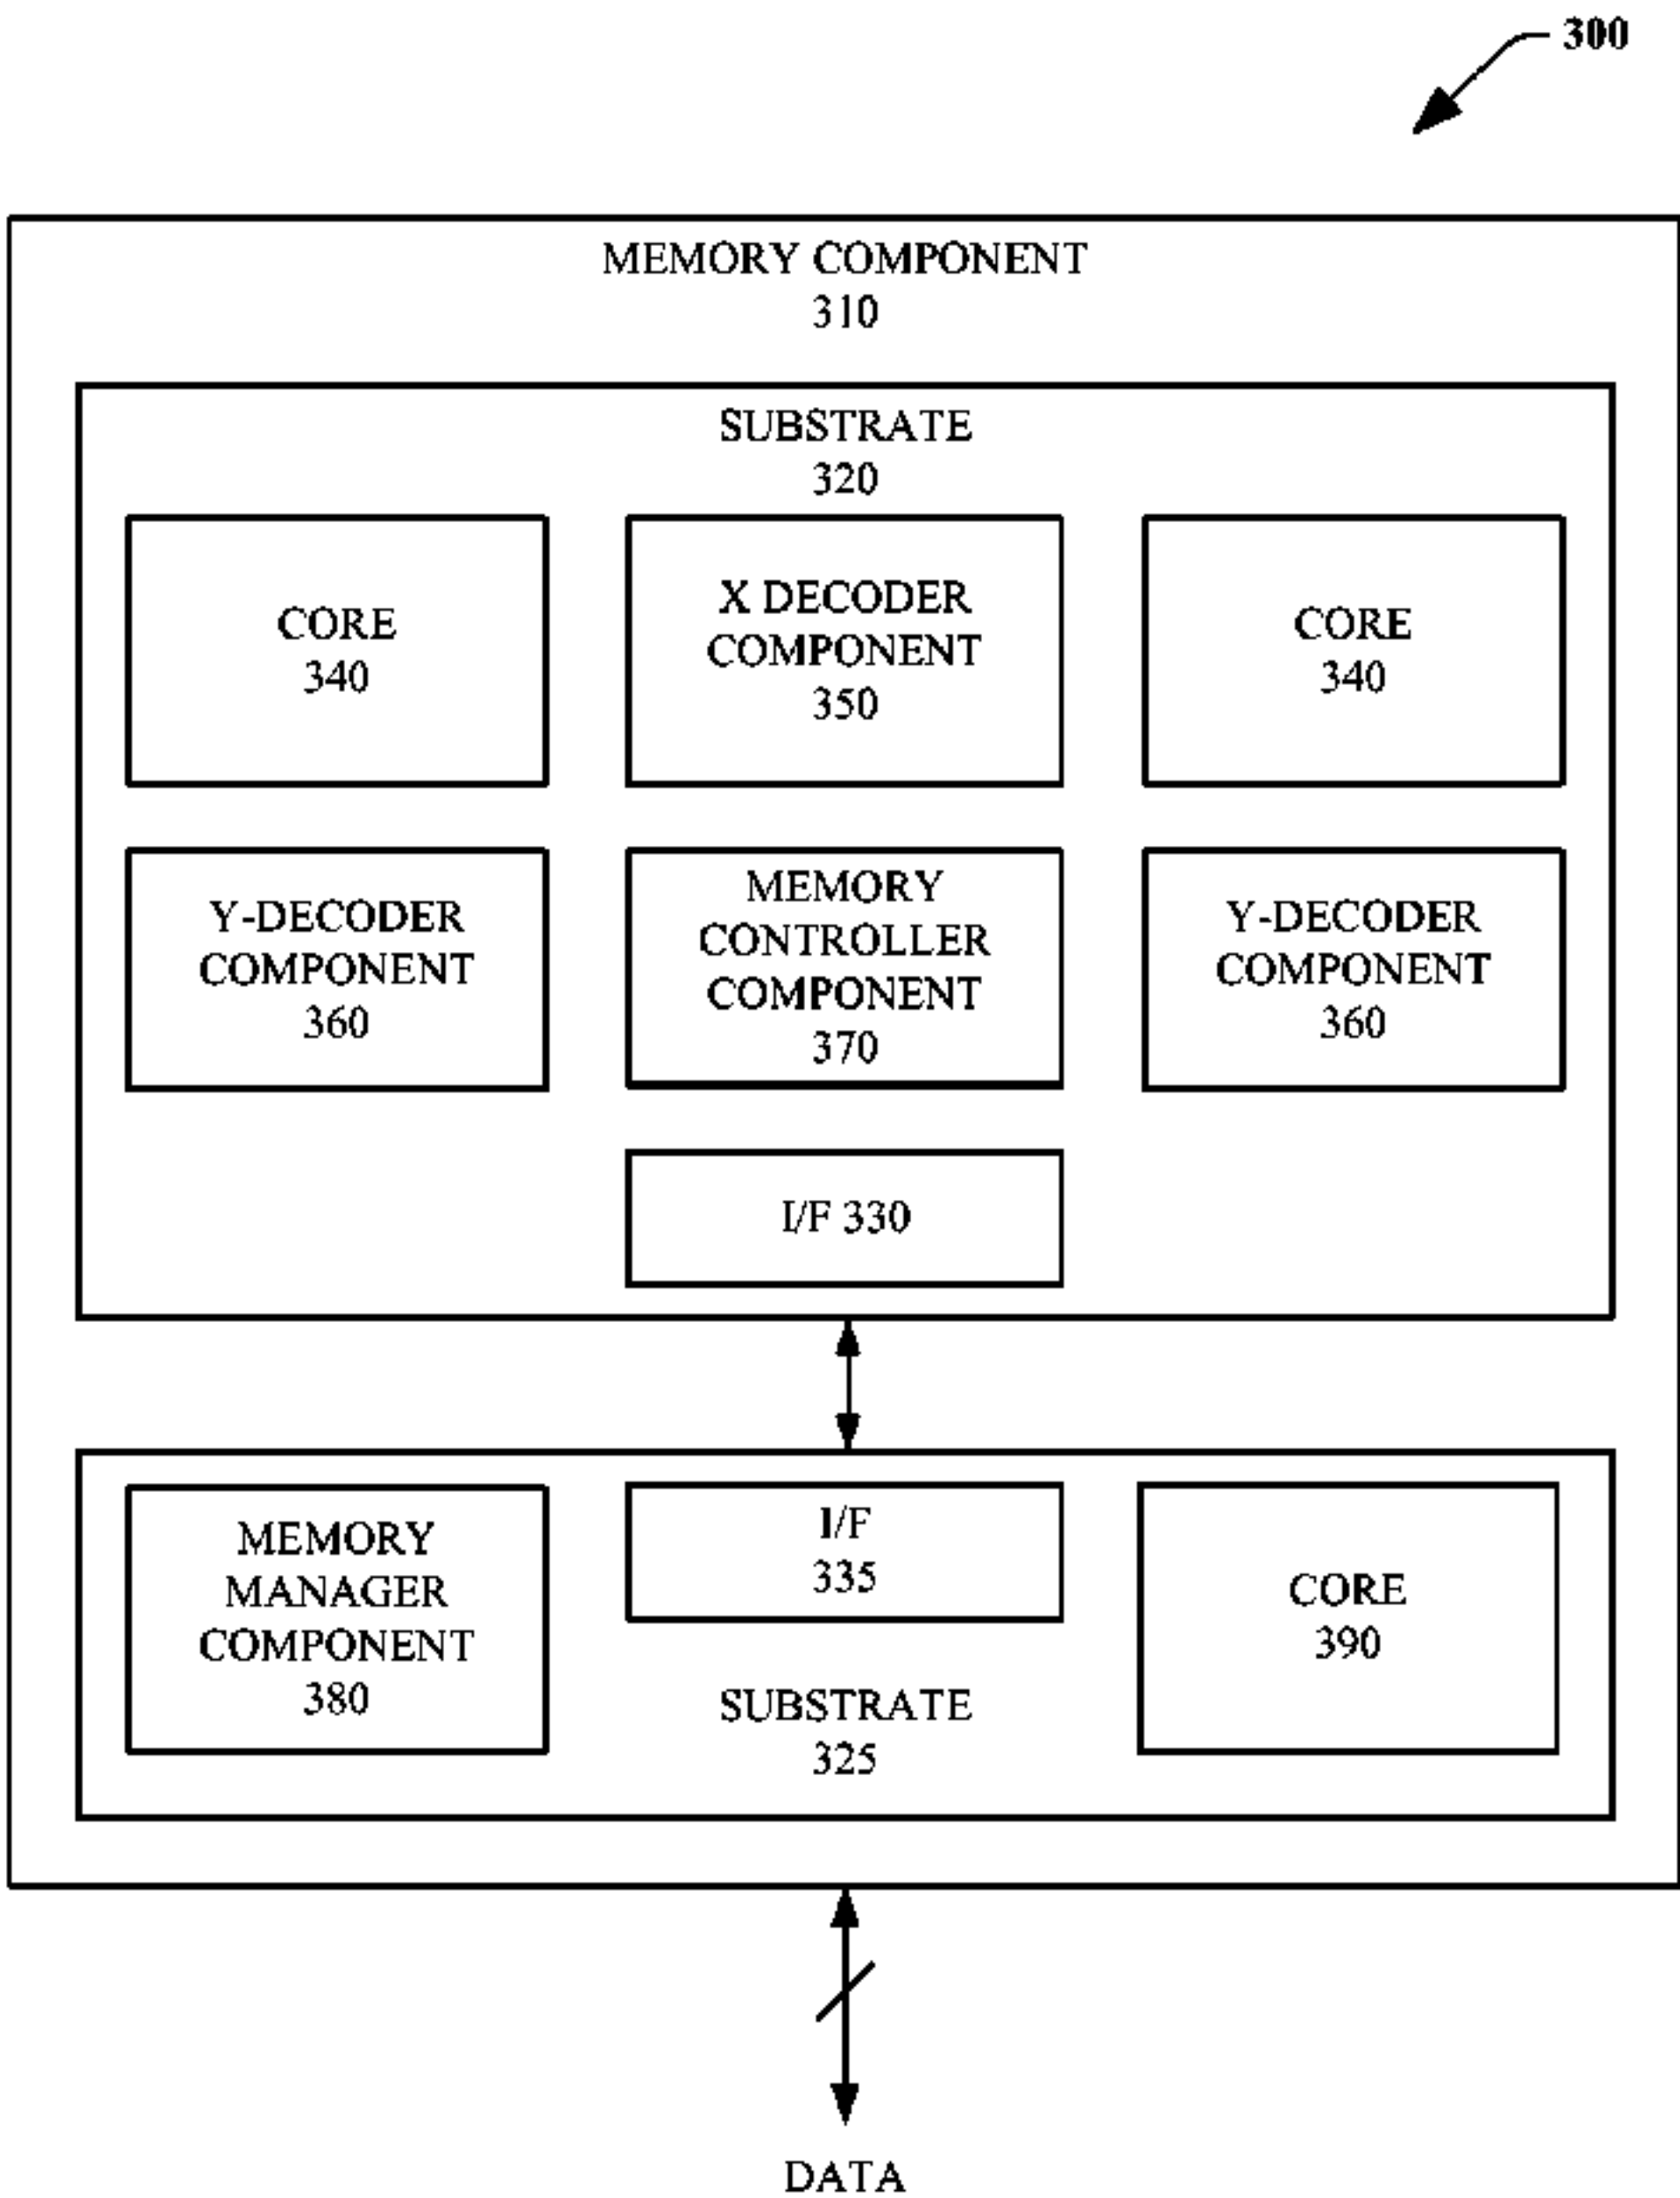 300
MEMORY COMPONENT
310
SUBSTRATE
320
CORE
340
X DECODER
COMPONENT
350
CORE
340
Y-DECODER
COMPONENT
360
MEMORY
CONTROLLER
COMPONENT
370
Y-DECODER
COMPONENT
360
I/F 330
MEMORY
MANAGER
COMPONENT
380
I/F
335
SUBSTRATE
325
CORE
390
DATA